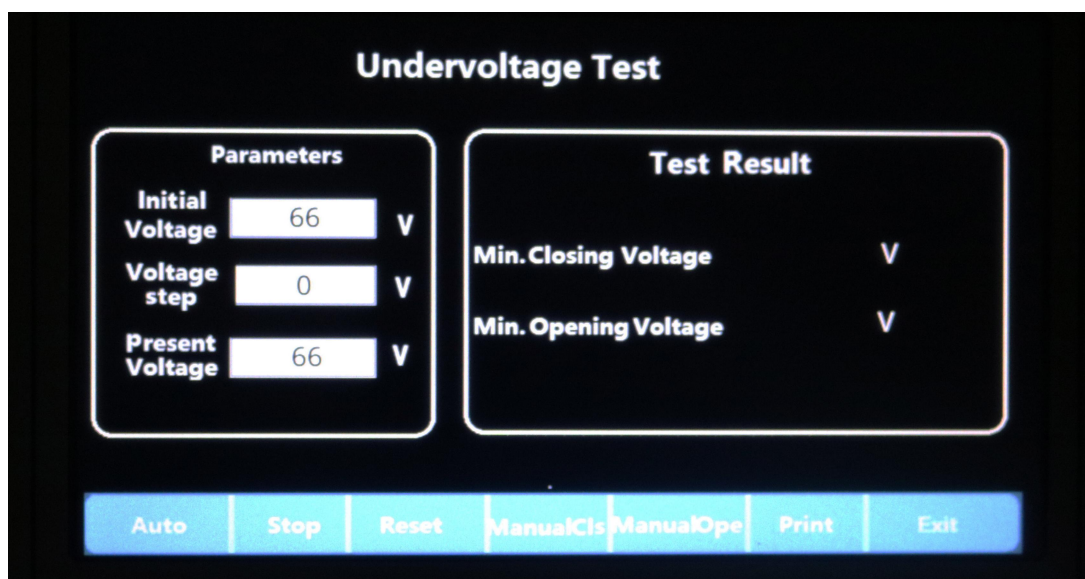 Undervoltage Test
Parameters
Initial
Voltage 66 V
Voltage
step 0 V
Present
Voltage 66 V
Test Result
Min.Closing Voltage V
Min.Opening Voltage V
Auto Stop Reset ManualCls ManualOpe Print Exit